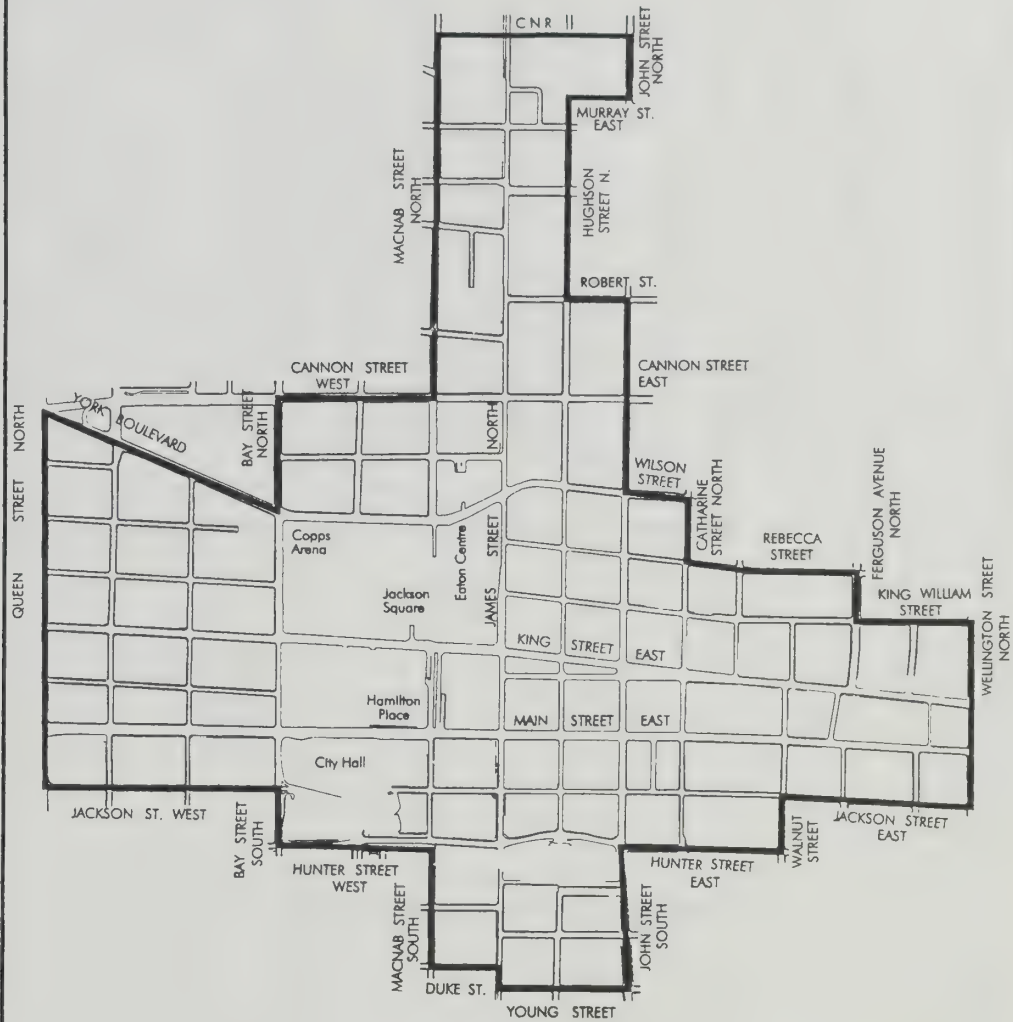 CNR
JOHN STREET
NORTH
MURRAY ST.
EAST
MACNAB STREET
NORTH
HUGHSON
STREET N.
ROBERT ST.
CANNON STREET
WEST
CANNON STREET
EAST
YORK BOULEVARD
QUEEN STREET NORTH
BAY STREET
NORTH
JAMES STREET NORTH
WILSON
STREET
CATHARINE
STREET NORTH
REBECCA
STREET
FERGUSON AVENUE
NORTH
KING WILLIAM
STREET
WELLINGTON STREET
NORTH
Copps
Arena
Eaton Centre
Jackson
Square
KING STREET EAST
Hamilton
Place
MAIN STREET EAST
City Hall
JACKSON ST. WEST
BAY STREET
SOUTH
HUNTER STREET
WEST
MACNAB STREET
SOUTH
DUKE ST.
YOUNG STREET
JOHN STREET
SOUTH
HUNTER STREET
EAST
WALNUT
STREET
JACKSON STREET
EAST